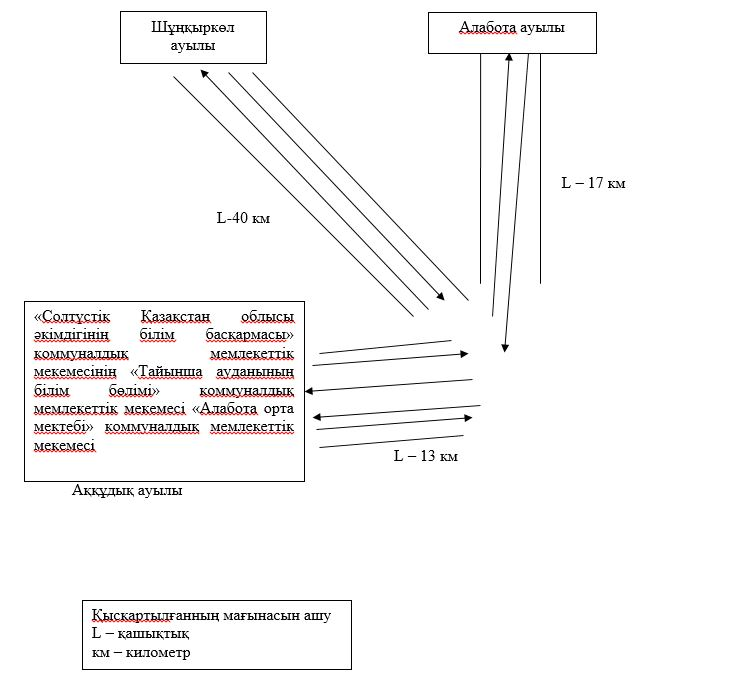 Шұңқыркөл
ауылы
Алабота ауылы
L – 17 км
L-40 км
«Солтүстік Қазақстан облысы
әкімдігінің білім басқармасы»
коммуналдық мемлекеттік
мекемесінің «Тайынша ауданының
білім бөлімі» коммуналдық
мемлекеттік мекемесі «Алабота орта
мектебі» коммуналдық мемлекеттік
мекемесі
L – 13 км
Аққұдық ауылы
Қысқартылғанның мағынасын ашу
L – қашықтық
км – километр